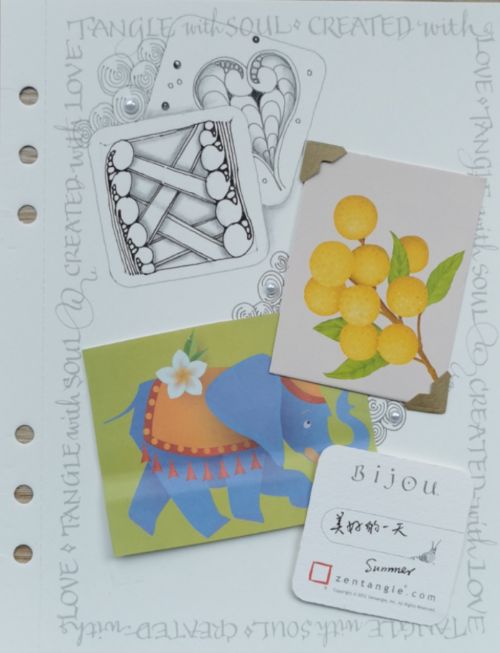 TANGLE with SOUL ⋄ CREATED with
LOVE ⋄ TANGLE with SOUL & CREATED with LOVE
LOVE ⋄ TANGLE with SOUL & CREATED with LOVE
BIJOU
美好的一天
Summer
zentangle.com
TANGLE with SOUL ⋄ CREATED with